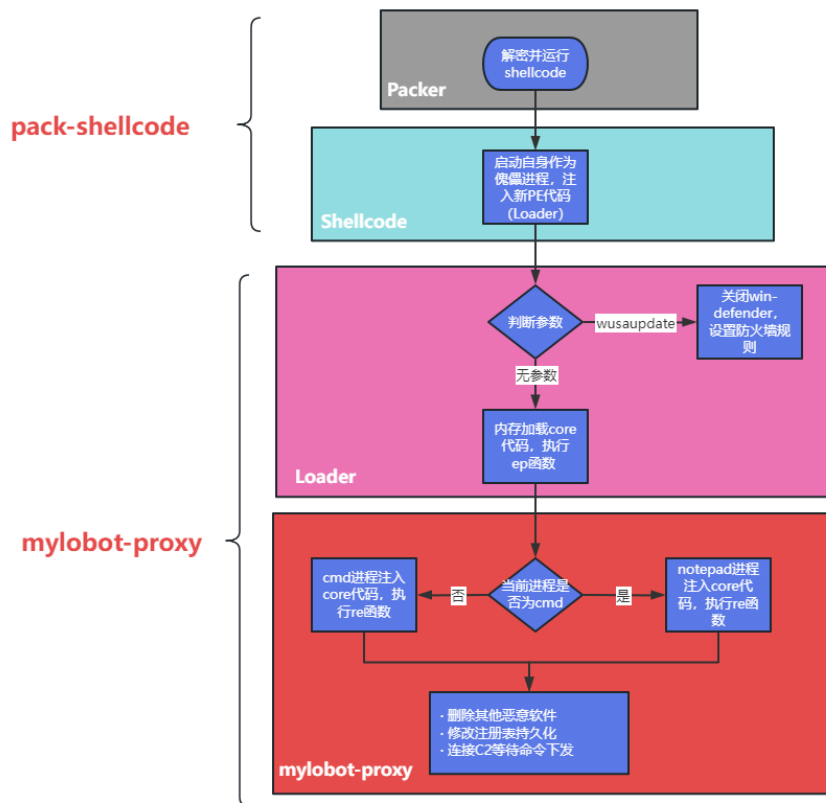 解密并运行
shellcode
Packer
pack-shellcode
启动自身作为
傀儡进程，注
入新PE代码
(Loader)
Shellcode
判断参数
wusaupdate
关闭win-
defender，
设置防火墙规
则
无参数
内存加载core
代码，执行
ep函数
Loader
mylobot-proxy
cmd进程注入
core代码，执
行re函数
否
当前进程是
否为cmd
是
notepad进程
注入core代
码，执行re函
数
· 删除其他恶意软件
· 修改注册表持久化
· 连接C2等待命令下发
mylobot-proxy